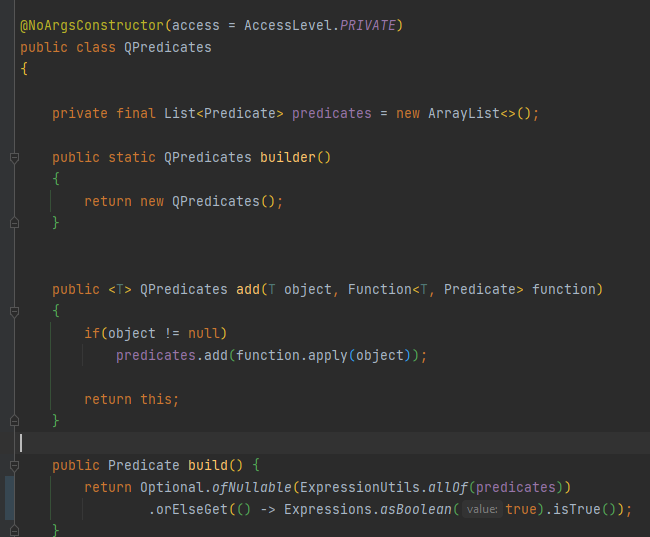 @NoArgsConstructor(access = AccessLevel.PRIVATE)
public class QPredicates
{
private final List<Predicate> predicates = new ArrayList<>();
public static QPredicates builder()
{
return new QPredicates();
}
public <T> QPredicates add(T object, Function<T, Predicate> function)
{
if(object != null)
predicates.add(function.apply(object));
return this;
}
public Predicate build() {
return Optional.ofNullable(ExpressionUtils.allOf(predicates))
.orElseGet(() -> Expressions.asBoolean( value: true).isTrue());
}